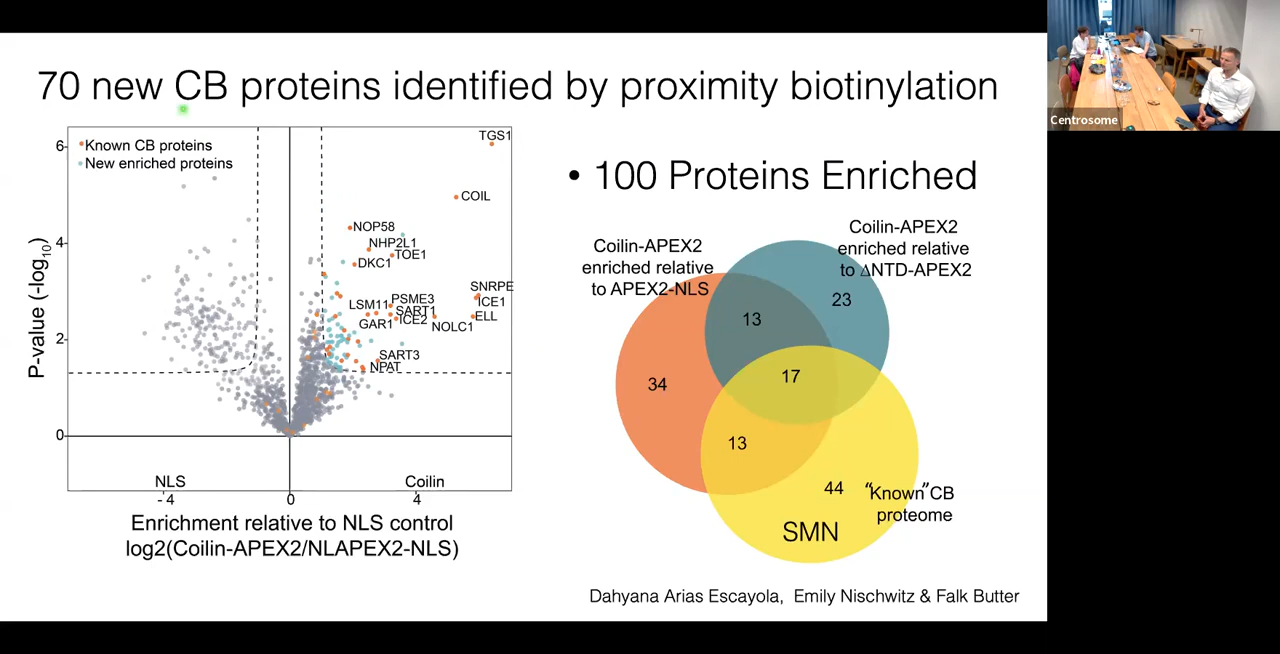 70 new CB proteins identified by proximity biotinylation
Centrosome
Known CB proteins
New enriched proteins
P-value (-log10)
6
4
2
0
TGS1
COIL
NOP58
NHP2L1
TOE1
DKC1
SNRPE
ICE1
LSM11
PSME3
SART1
ELL
GAR1
ICE2
NOLC1
SART3
NPAT
NLS
Coilin
- 4
0
4
Enrichment relative to NLS control
log2(Coilin-APEX2/NLAPEX2-NLS)
• 100 Proteins Enriched
Coilin-APEX2
enriched relative
to APEX2-NLS
Coilin-APEX2
enriched relative
to ΔNTD-APEX2
23
13
34
17
13
44
“Known”CB
proteome
SMN
Dahyana Arias Escayola, Emily Nischwitz & Falk Butter